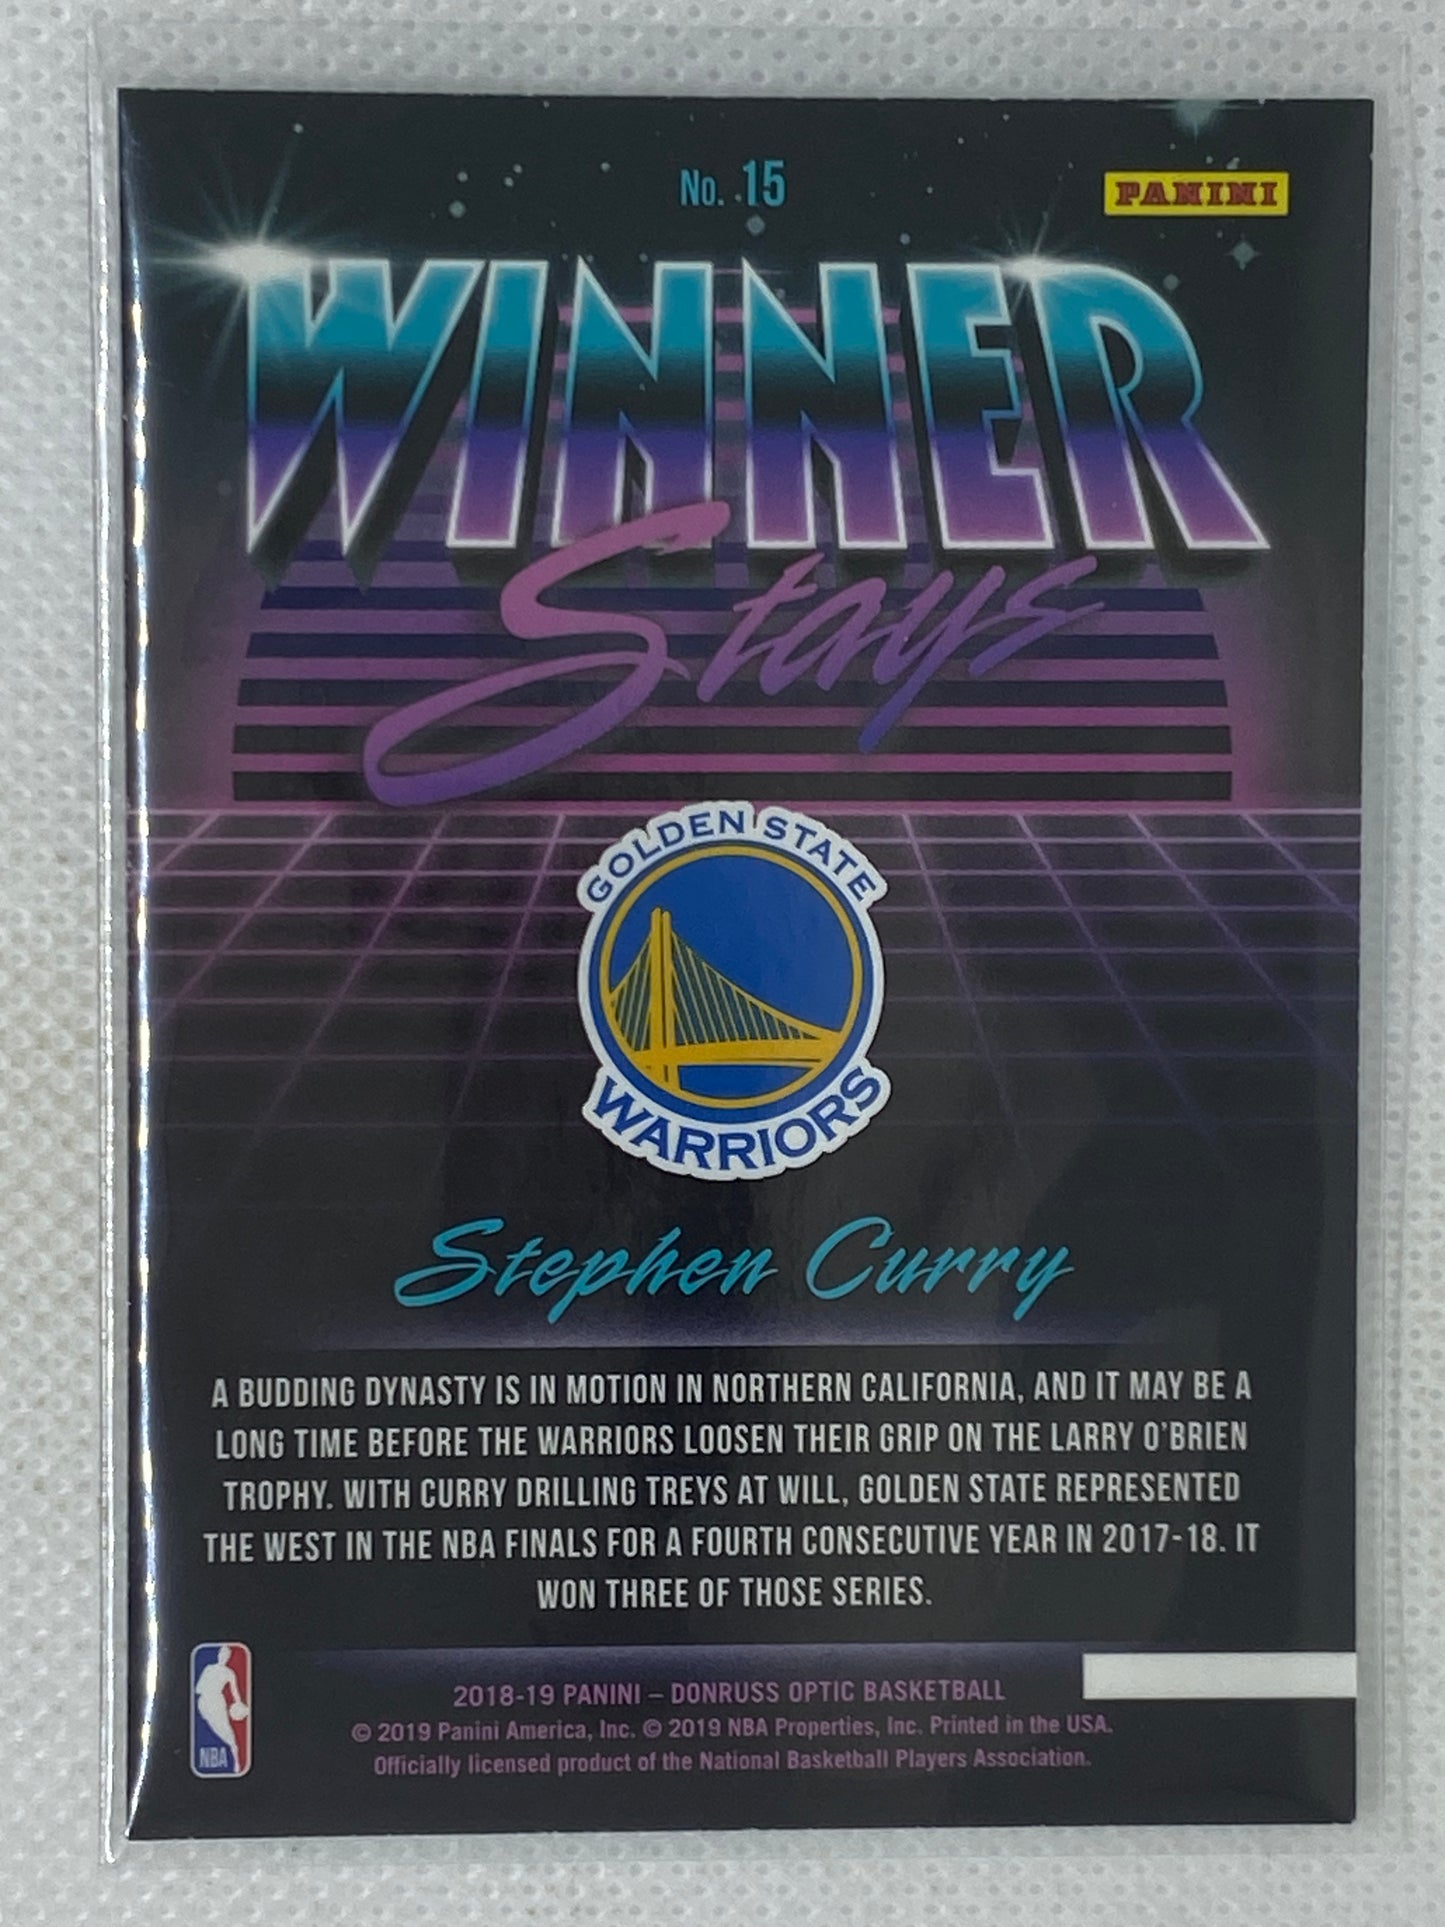 No. 15
PANINI
WINNER
Stays
GOLDEN STATE
WARRIORS
Stephen Curry
A BUDDING DYNASTY IS IN MOTION IN NORTHERN CALIFORNIA, AND IT MAY BE A
LONG TIME BEFORE THE WARRIORS LOOSEN THEIR GRIP ON THE LARRY O'BRIEN
TROPHY. WITH CURRY DRILLING TREYS AT WILL, GOLDEN STATE REPRESENTED
THE WEST IN THE NBA FINALS FOR A FOURTH CONSECUTIVE YEAR IN 2017-18. IT
WON THREE OF THOSE SERIES.
NBA
2018-19 PANINI – DONRUSS OPTIC BASKETBALL
© 2019 Panini America, Inc. © 2019 NBA Properties, Inc. Printed in the USA.
Officially licensed product of the National Basketball Players Association.